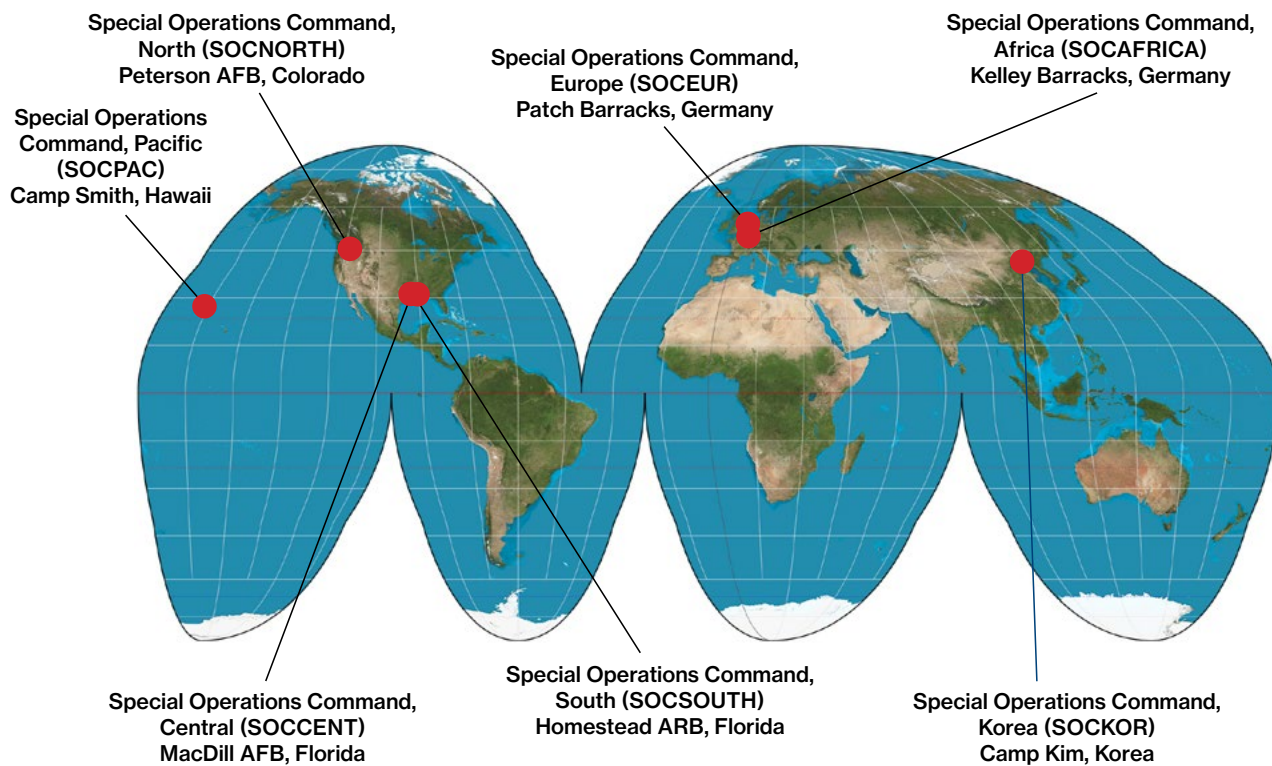 Special Operations Command,
North (SOCNORTH)
Peterson AFB, Colorado
Special Operations Command,
Europe (SOCEUR)
Patch Barracks, Germany
Special Operations Command,
Africa (SOCAFRICA)
Kelley Barracks, Germany
Special Operations
Command, Pacific
(SOCPAC)
Camp Smith, Hawaii
Special Operations Command,
Central (SOCCENT)
MacDill AFB, Florida
Special Operations Command,
South (SOCSOUTH)
Homestead ARB, Florida
Special Operations Command,
Korea (SOCKOR)
Camp Kim, Korea